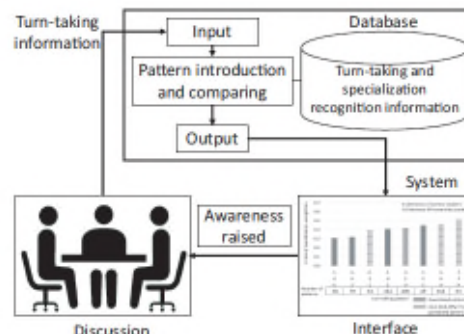 Turn-taking
information
Database
Input
Pattern introduction
and comparing
Turn-taking and
specialization
recognition information
Output
System
Awareness
raised
Discussion
Interface